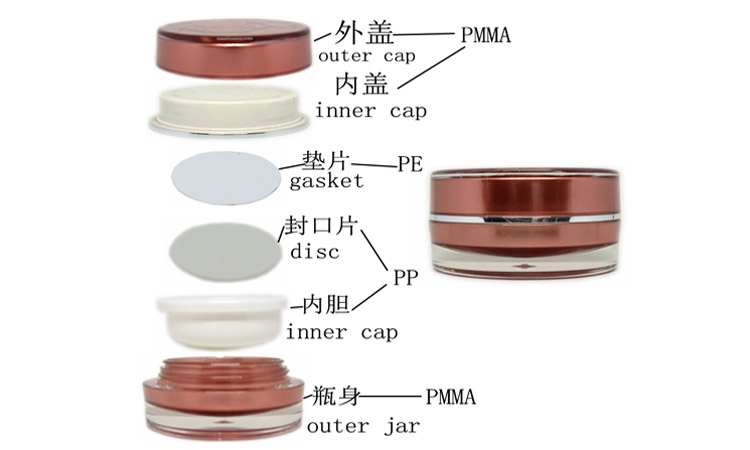 外盖
PMMA
outer cap
内盖
inner cap
垫片
PE
gasket
封口片
disc
PP
内胆
inner cap
瓶身
PMMA
outer jar